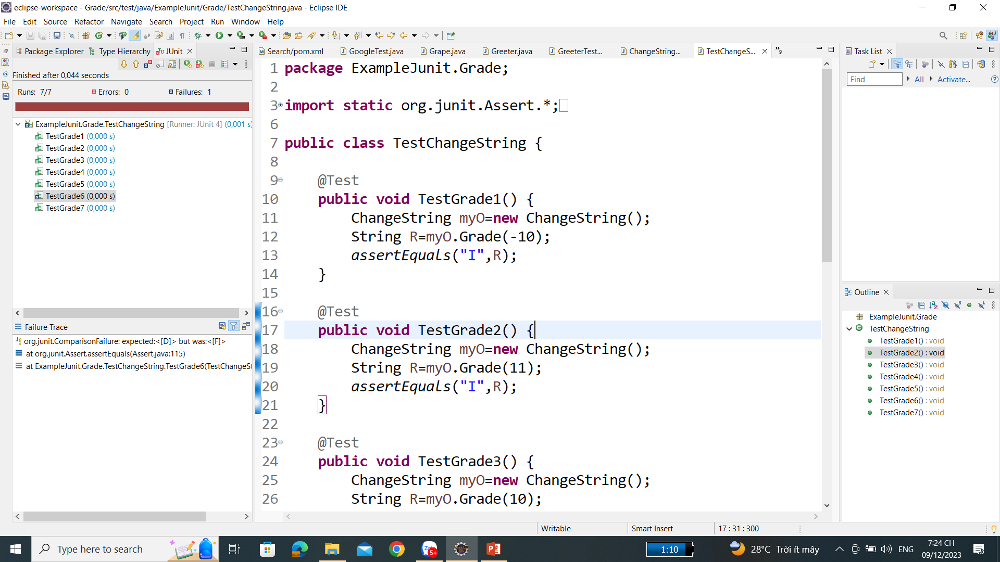 eclipse-workspace - Grade/src/test/java/ExampleJunit/Grade/TestChangeString.java - Eclipse IDE
File Edit Source Refactor Navigate Search Project Run Window Help
Package Explorer Type Hierarchy JUnit
Finished after 0,044 seconds
Runs: 7/7 Errors: 0 Failures: 1
ExampleJunit.Grade.TestChangeString [Runner: JUnit 4] (0,001 s)
TestGrade1 (0,000 s)
TestGrade2 (0,000 s)
TestGrade3 (0,000 s)
TestGrade4 (0,000 s)
TestGrade5 (0,000 s)
TestGrade6 (0,000 s)
TestGrade7 (0,000 s)
Failure Trace
org.junit.ComparisonFailure: expected:<[D]> but was:<[F]>
at org.junit.Assert.assertEquals(Assert.java:115)
at ExampleJunit.Grade.TestChangeString.TestGrade6(TestChangeSt
Search/pom.xml GoogleTest.java Grape.java Greeter.java GreeterTest... ChangeString... TestChangeS... 9
1 package ExampleJunit.Grade;
2
3 import static org.junit.Assert.*;
6
7 public class TestChangeString {
8
9 @Test
10 public void TestGrade1() {
11 ChangeString myO=new ChangeString();
12 String R=myO.Grade(-10);
13 assertEquals("I",R);
14 }
15
16 @Test
17 public void TestGrade2() {
18 ChangeString myO=new ChangeString();
19 String R=myO.Grade(11);
20 assertEquals("I",R);
21 }
22
23 @Test
24 public void TestGrade3() {
25 ChangeString myO=new ChangeString();
26 String R=myO.Grade(10);
Task List
Find All Activate...
Outline
ExampleJunit.Grade
TestChangeString
TestGrade1() : void
TestGrade2() : void
TestGrade3() : void
TestGrade4() : void
TestGrade5() : void
TestGrade6() : void
TestGrade7() : void
Writable Smart Insert 17 : 31 : 300
Type here to search
5+
1:10
28°C Trời ít mây
ENG
7:24 CH
09/12/2023